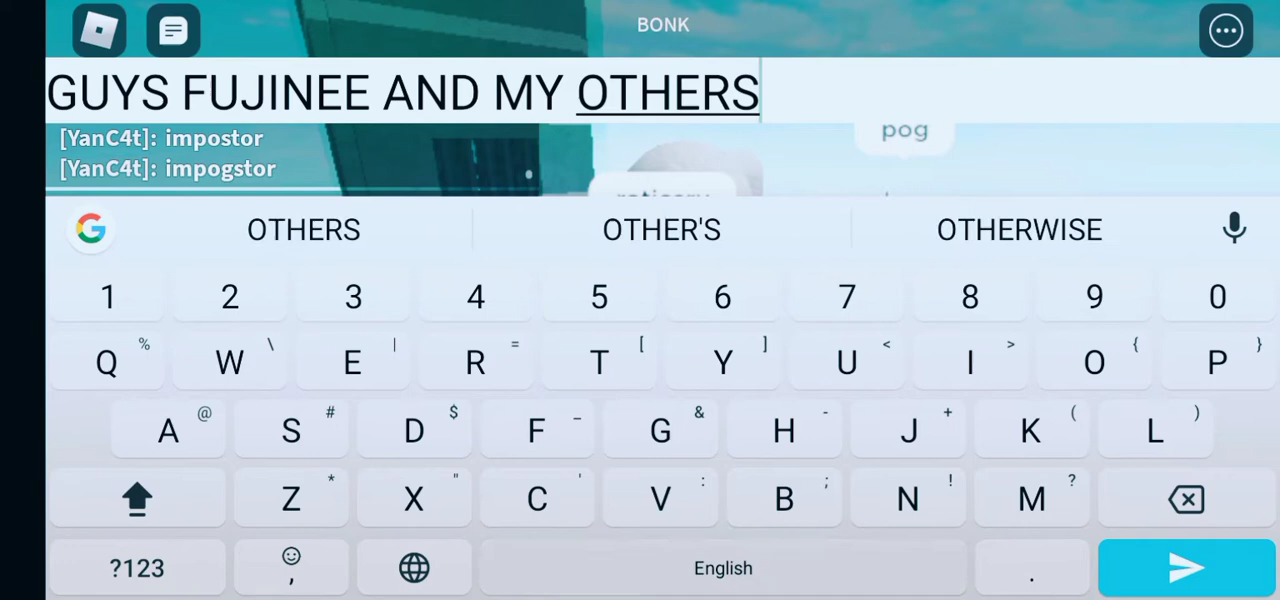 BONK
GUYS FUJINEE AND MY OTHERS
[YanC4t]: impostor
[YanC4t]: impogstor
pog
OTHERS OTHER'S OTHERWISE
1 2 3 4 5 6 7 8 9 0
Q % W \ E | R = T [ Y ] U < I > O { P }
A @ S # D $ F _ G & H - J + K ( L )
Z * X " C ' V : B ; N ! M ?
?123 , English .